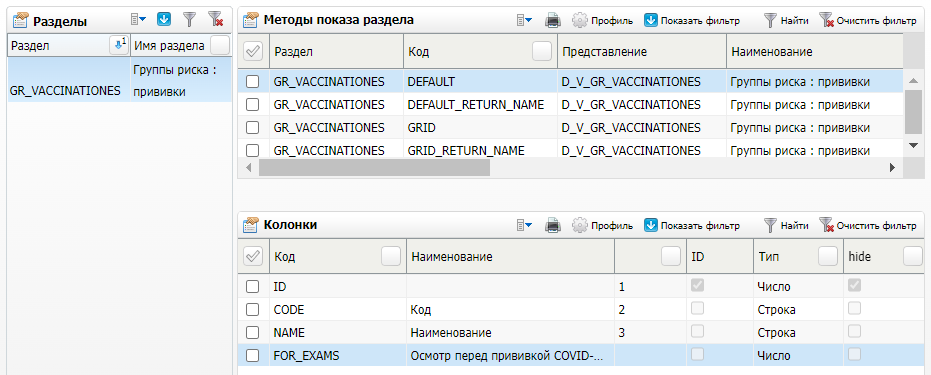 Разделы
Раздел 1 Имя раздела
GR_VACCINATIONES Группы риска :
прививки
Методы показа раздела Профиль Показать фильтр Найти Очистить фильтр
Раздел Код Представление Наименование
GR_VACCINATIONES DEFAULT D_V_GR_VACCINATIONES Группы риска : прививки
GR_VACCINATIONES DEFAULT_RETURN_NAME D_V_GR_VACCINATIONES Группы риска : прививки
GR_VACCINATIONES GRID D_V_GR_VACCINATIONES Группы риска : прививки
GR_VACCINATIONES GRID_RETURN_NAME D_V_GR_VACCINATIONES Группы риска : прививки
Колонки Профиль Показать фильтр Найти Очистить фильтр
Код Наименование ID Тип hide
ID 1 Число
CODE Код 2 Строка
NAME Наименование 3 Строка
FOR_EXAMS Осмотр перед прививкой COVID-... Число